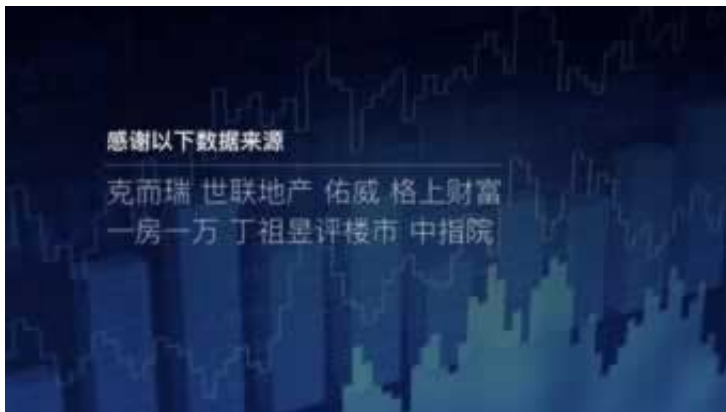 感谢以下数据来源
克而瑞 世联地产 佑威 格上财富
一房一万 丁祖昱评楼市 中指院